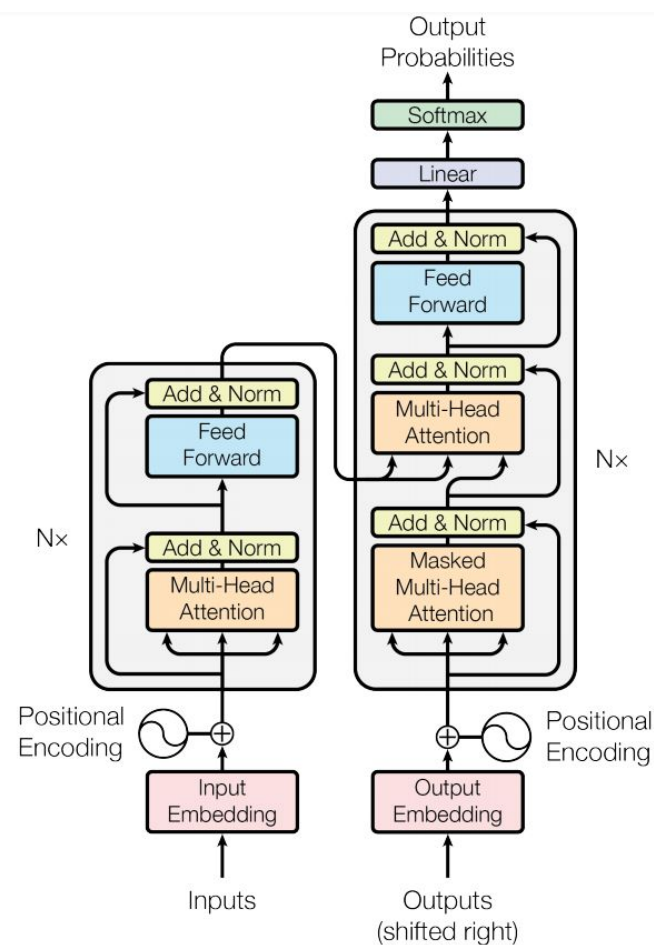 Output
Probabilities
Softmax
Linear
Add & Norm
Feed
Forward
Add & Norm
Multi-Head
Attention
Nx
Add & Norm
Masked
Multi-Head
Attention
Add & Norm
Feed
Forward
Nx
Add & Norm
Multi-Head
Attention
Positional
Encoding
Positional
Encoding
Input
Embedding
Output
Embedding
Inputs
Outputs
(shifted right)